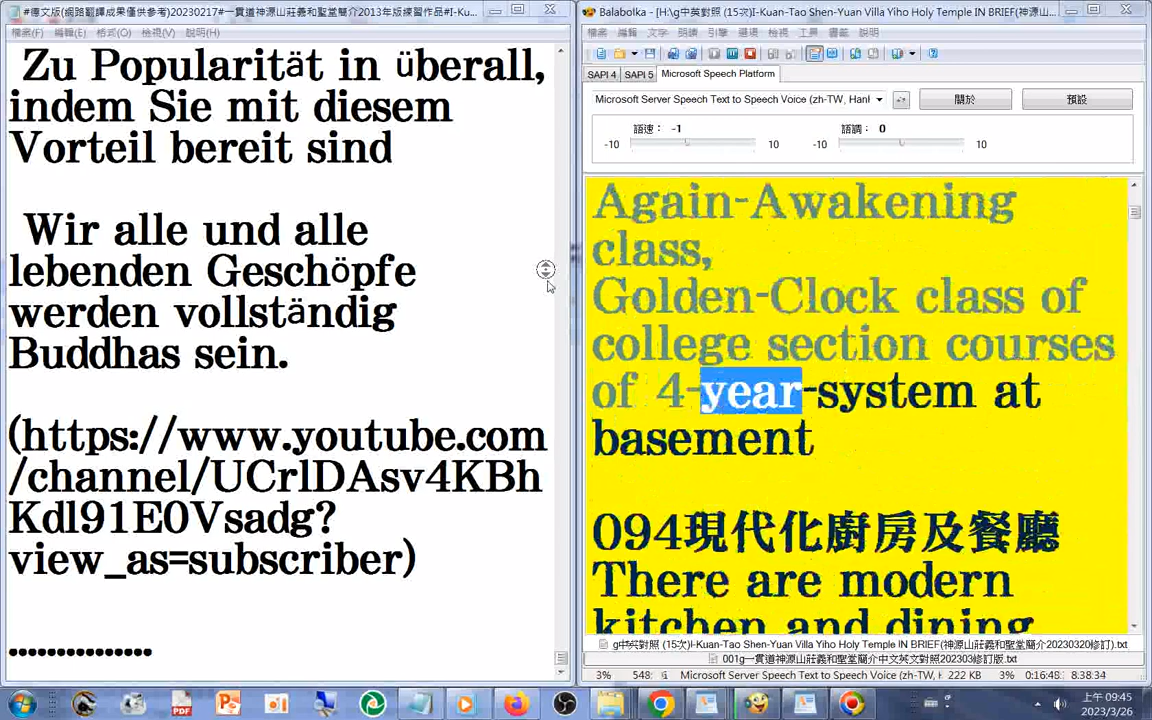 #德文版(網路翻譯成果僅供參考)20230217#一貫道神源山莊義和聖堂簡介2013年版練習作品#I-Ku...
檔案(F) 編輯(E) 格式(O) 檢視(V) 說明(H)
Zu Popularität in überall,
indem Sie mit diesem
Vorteil bereit sind
Wir alle und alle
lebenden Geschöpfe
werden vollständig
Buddhas sein.
(https://www.youtube.com
/channel/UCrlDAsv4KBh
Kdl91E0Vsadg?
view_as=subscriber)
...............
Balabolka - [H:\g中英對照 (15次)I-Kuan-Tao Shen-Yuan Villa Yiho Holy Temple IN BRIEF(神源山...
檔案 編輯 文字 朗讀 引擎 選項 檢視 工具 書籤 說明
SAPI 4 SAPI 5 Microsoft Speech Platform
Microsoft Server Speech Text to Speech Voice (zh-TW, Hanl
關於 預設
語速： -1 語調： 0
-10 10 -10 10
Again-Awakening
class,
Golden-Clock class of
college section courses
of 4-year-system at
basement
094現代化廚房及餐廳
There are modern
kitchen and dining
g中英對照 (15次)I-Kuan-Tao Shen-Yuan Villa Yiho Holy Temple IN BRIEF(神源山莊義和聖堂簡介20230320修訂).txt
001g一貫道神源山莊義和聖堂簡介中文英文對照202303修訂版.txt
3% 548: Microsoft Server Speech Text to Speech Voice 222 KB 3% 0:16:48 8:38:34
上午 09:45
2023/3/26